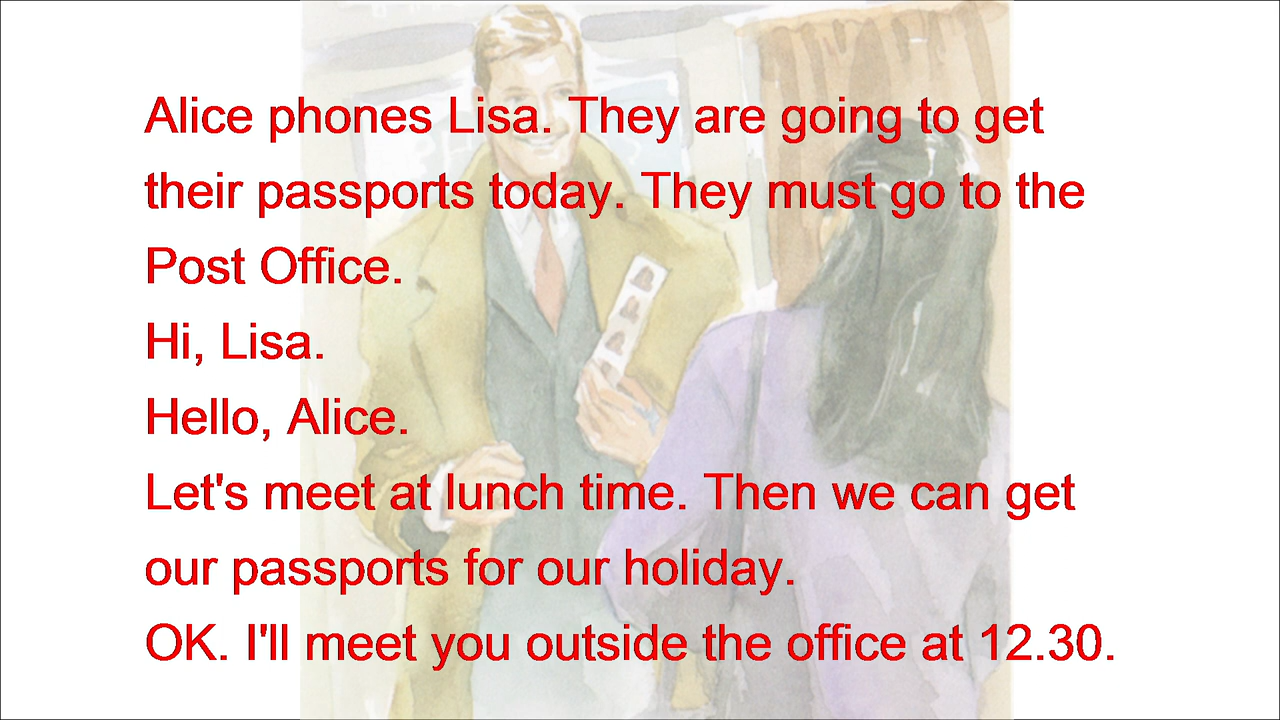 Alice phones Lisa. They are going to get
their passports today. They must go to the
Post Office.
Hi, Lisa.
Hello, Alice.
Let's meet at lunch time. Then we can get
our passports for our holiday.
OK. I'll meet you outside the office at 12.30.